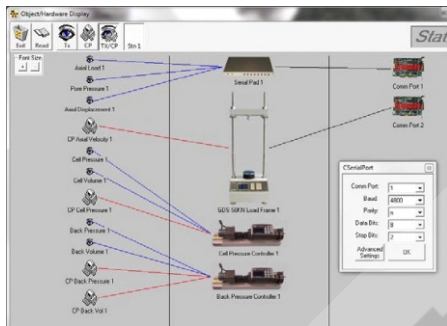 Object/Hardware Display
Exit
Read
Tx
CP
TX/CP
Stn 1
Stat
Font Size
+
-
Axial Load 1
Pore Pressure 1
Axial Displacement 1
CP Axial Velocity 1
Cell Pressure 1
Cell Volume 1
CP Cell Pressure 1
Back Pressure 1
Back Volume 1
CP Back Pressure 1
CP Back Vol 1
Serial Pad 1
GDS 50KN Load Frame 1
Cell Pressure Controller 1
Back Pressure Controller 1
Comm Port 1
Comm Port 2
CSerialPort
Comm Port: 1
Baud: 4800
Parity: n
Data Bits: 8
Stop Bits: 2
Advanced Settings
OK